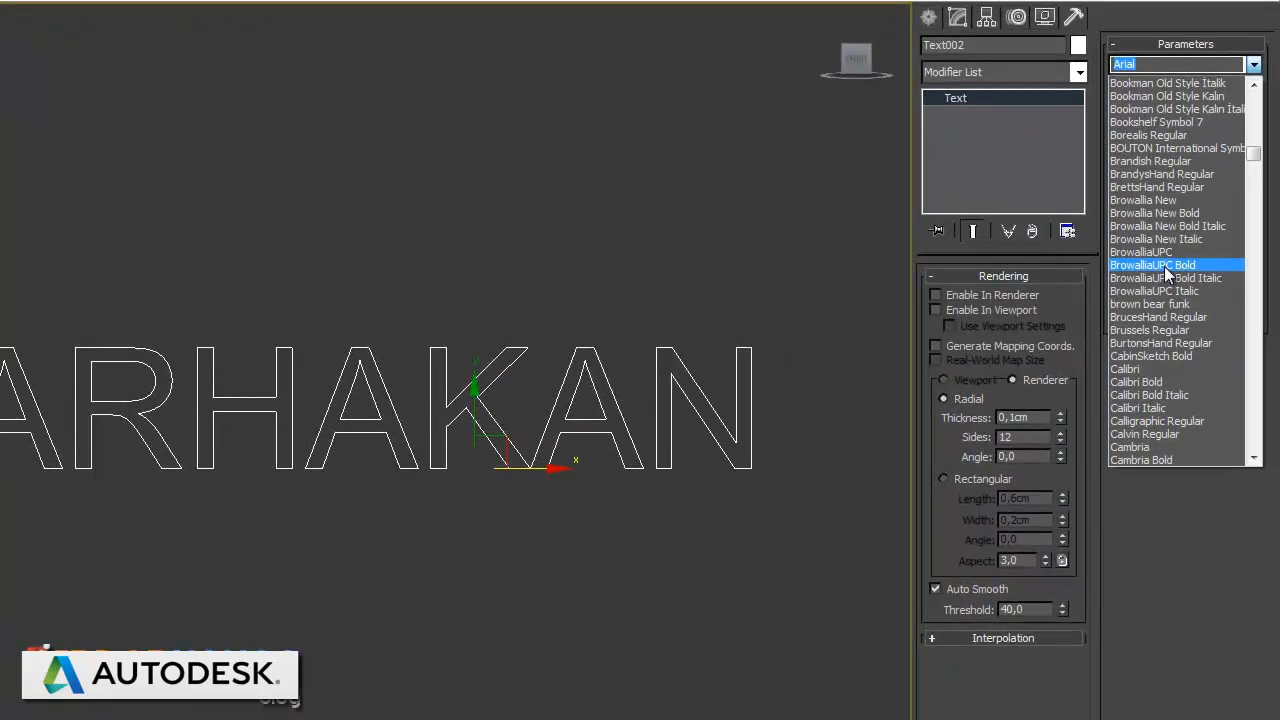 FRONT
ARHAKAN
y
x
AUTODESK.
blog
Text002
Modifier List
Text
- Rendering
Enable In Renderer
Enable In Viewport
Use Viewport Settings
Generate Mapping Coords.
Real-World Map Size
Viewport Renderer
Radial
Thickness: 0,1cm
Sides: 12
Angle: 0,0
Rectangular
Length: 0,6cm
Width: 0,2cm
Angle: 0,0
Aspect: 3,0
Auto Smooth
Threshold: 40,0
+ Interpolation
- Parameters
Arial
Bookman Old Style İtalik
Bookman Old Style Kalın
Bookman Old Style Kalın İtali
Bookshelf Symbol 7
Borealis Regular
BOUTON International Symb
Brandish Regular
BrandysHand Regular
BrettsHand Regular
Browallia New
Browallia New Bold
Browallia New Bold Italic
Browallia New Italic
BrowalliaUPC
BrowalliaUPC Bold
BrowalliaUPC Bold Italic
BrowalliaUPC Italic
brown bear funk
BrucesHand Regular
Brussels Regular
BurtonsHand Regular
CabinSketch Bold
Calibri
Calibri Bold
Calibri Bold Italic
Calibri Italic
Calligraphic Regular
Calvin Regular
Cambria
Cambria Bold